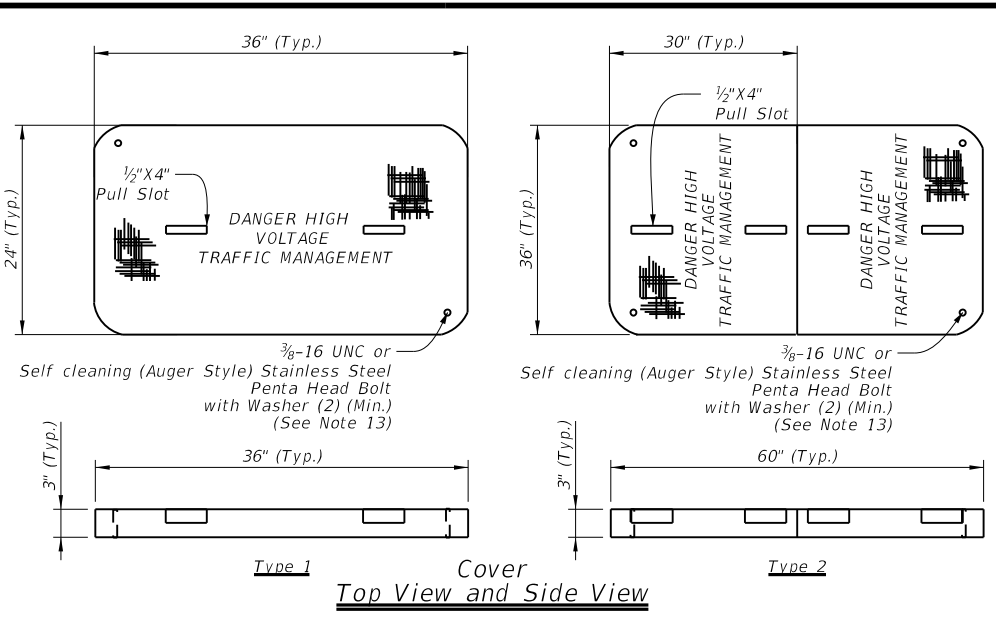 36" (Typ.)
24" (Typ.)
½"X4"
Pull Slot
DANGER HIGH
VOLTAGE
TRAFFIC MANAGEMENT
⅜-16 UNC or
Self cleaning (Auger Style) Stainless Steel
Penta Head Bolt
with Washer (2) (Min.)
(See Note 13)
36" (Typ.)
3" (Typ.)
Type 1
30" (Typ.)
36" (Typ.)
½"X4"
Pull Slot
DANGER HIGH
VOLTAGE
TRAFFIC MANAGEMENT
DANGER HIGH
VOLTAGE
TRAFFIC MANAGEMENT
⅜-16 UNC or
Self cleaning (Auger Style) Stainless Steel
Penta Head Bolt
with Washer (2) (Min.)
(See Note 13)
60" (Typ.)
3" (Typ.)
Type 2
Cover
Top View and Side View